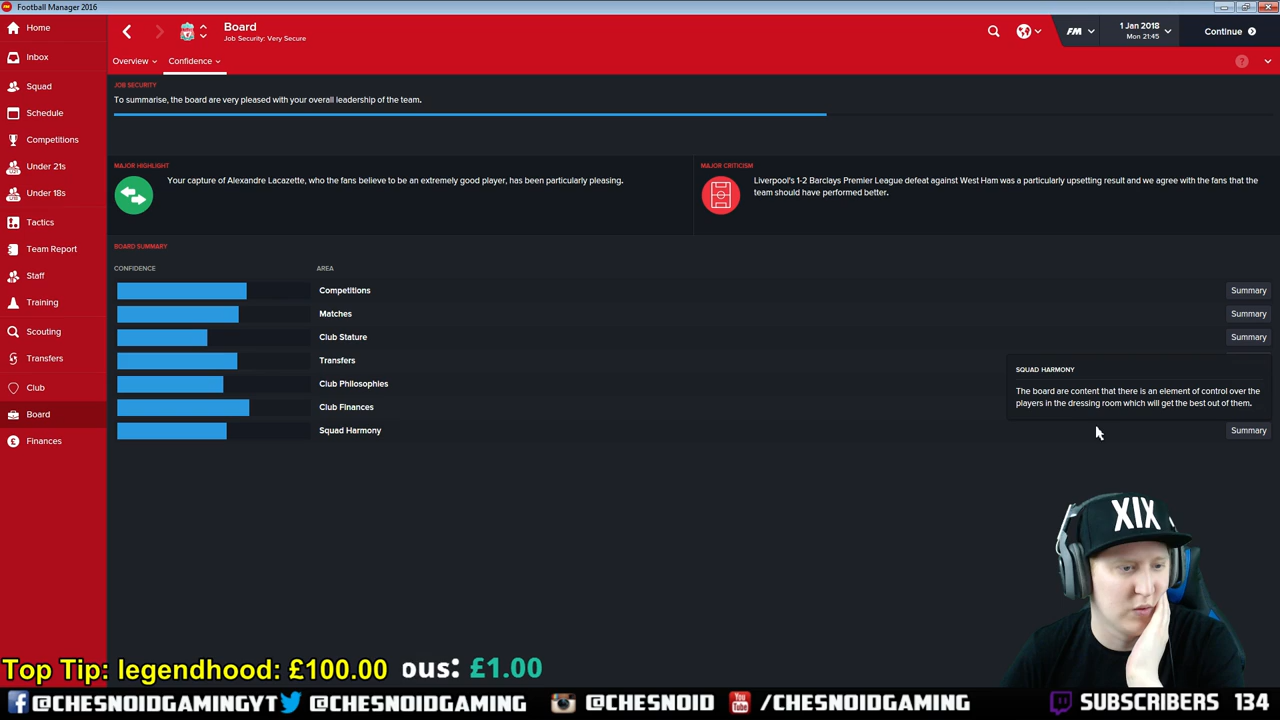 Football Manager 2016
Home
Inbox
Squad
Schedule
Competitions
Under 21s
Under 18s
Tactics
Team Report
Staff
Training
Scouting
Transfers
Club
Board
Finances
Board
Job Security: Very Secure
FM
1 Jan 2018
Mon 21:45
Continue
Overview
Confidence
?
JOB SECURITY
To summarise, the board are very pleased with your overall leadership of the team.
MAJOR HIGHLIGHT
Your capture of Alexandre Lacazette, who the fans believe to be an extremely good player, has been particularly pleasing.
MAJOR CRITICISM
Liverpool's 1-2 Barclays Premier League defeat against West Ham was a particularly upsetting result and we agree with the fans that the
team should have performed better.
BOARD SUMMARY
CONFIDENCE AREA
Competitions Summary
Matches Summary
Club Stature Summary
Transfers
Club Philosophies
Club Finances
Squad Harmony Summary
SQUAD HARMONY
The board are content that there is an element of control over the
players in the dressing room which will get the best out of them.
XIX
Top Tip: legendhood: £100.00 ous: £1.00
@CHESNOIDGAMINGYT @CHESNOIDGAMING @CHESNOID You Tube /CHESNOIDGAMING SUBSCRIBERS 134